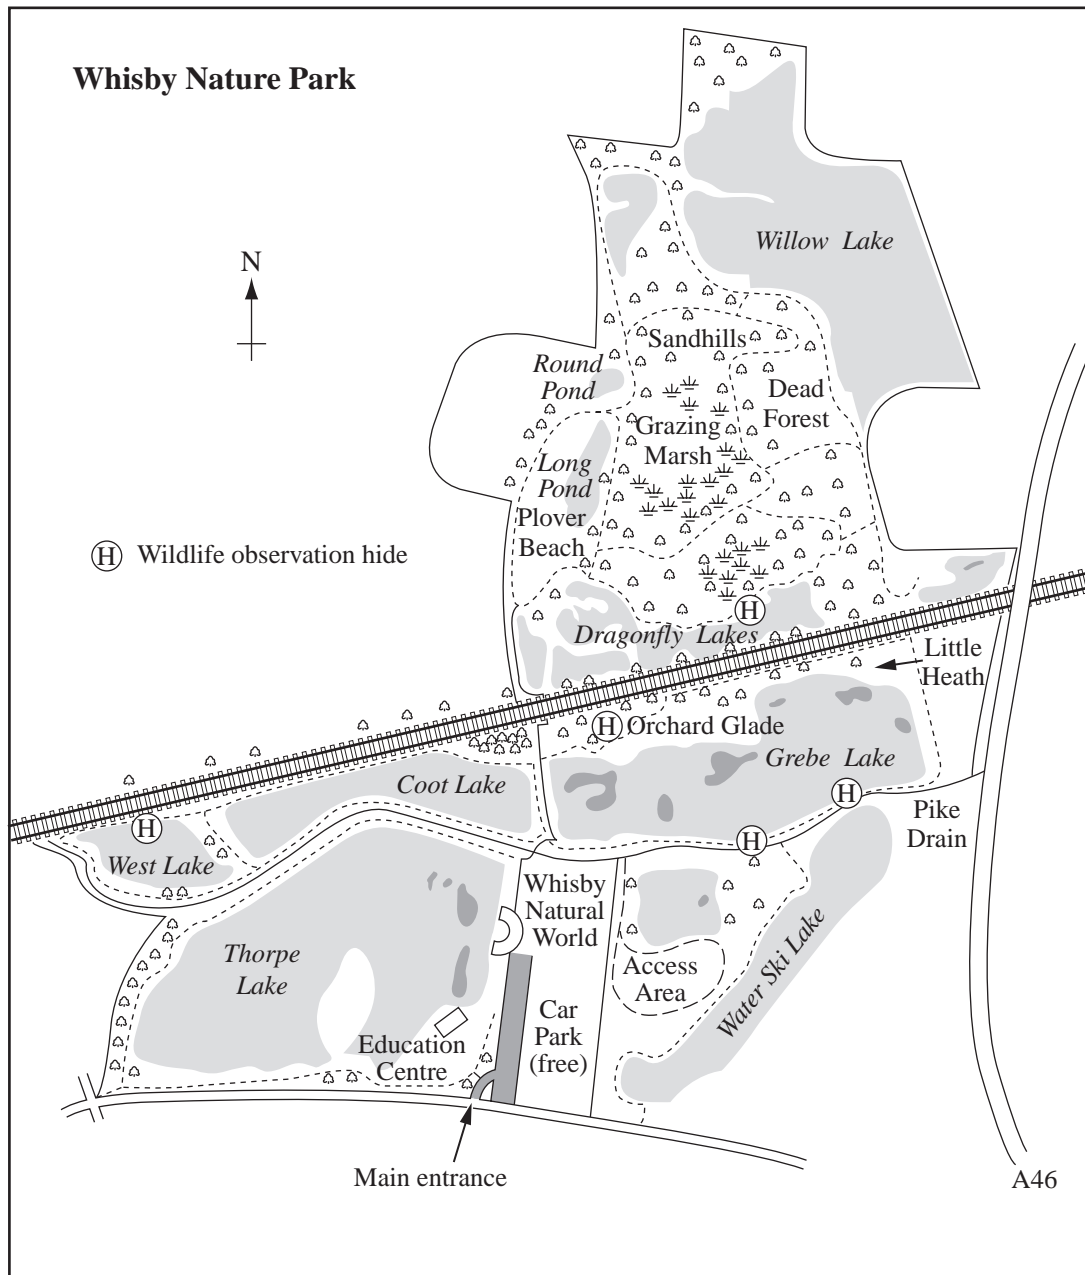 Whisby Nature Park
N
Willow Lake
Sandhills
Round
Pond
Dead
Forest
Grazing
Marsh
Long
Pond
Plover
Beach
H Wildlife observation hide
H
Dragonfly Lakes
Little
Heath
H Orchard Glade
Grebe Lake
Coot Lake
H
H
Pike
Drain
West Lake
H
Whisby
Natural
World
Thorpe
Lake
Access
Area
Water Ski Lake
Car
Park
(free)
Education
Centre
Main entrance
A46